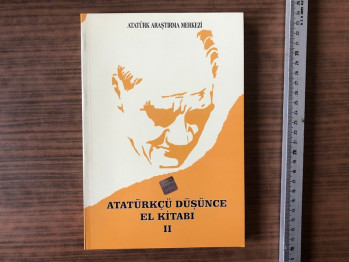 ATATÜRK ARAŞTIRMA MERKEZİ
ATATÜRKÇÜ DÜŞÜNCE
EL KİTABI
II